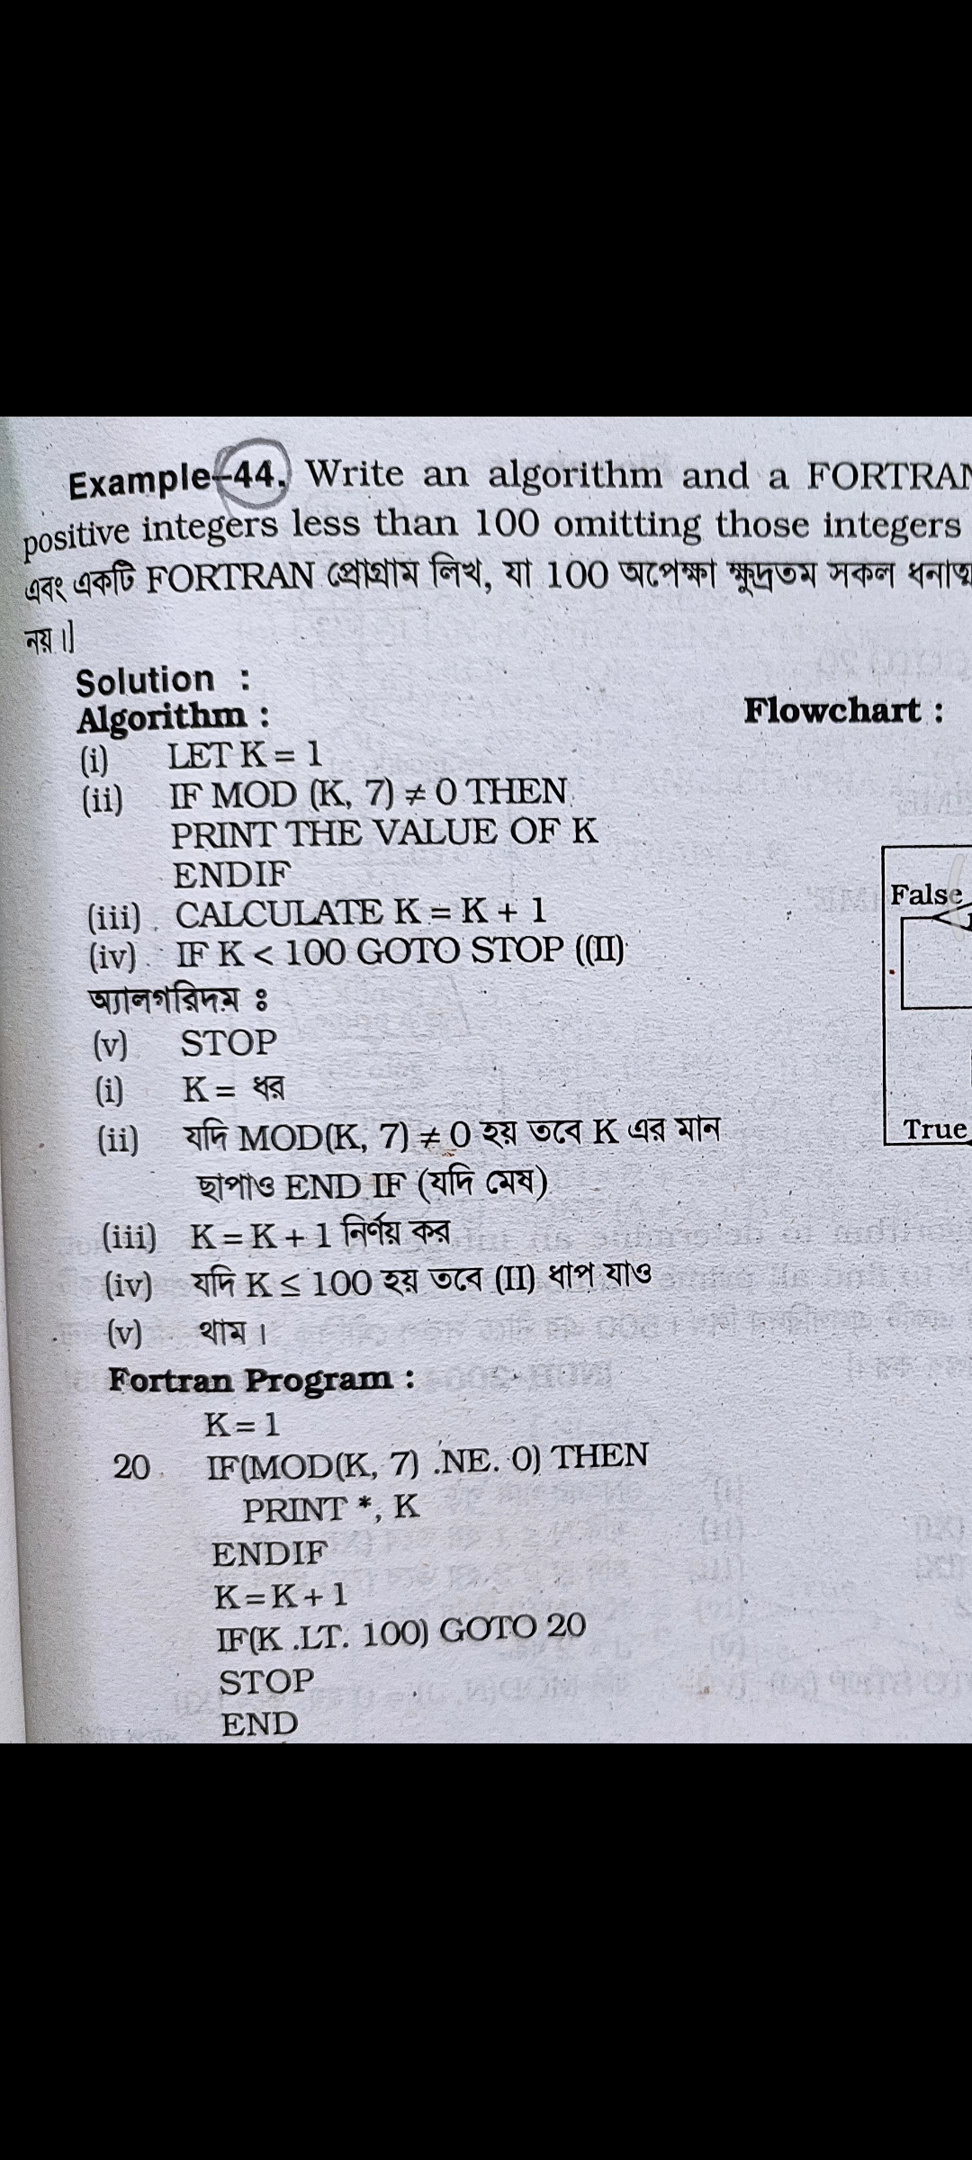 Example-44. Write an algorithm and a FORTRAN
positive integers less than 100 omitting those integers
এবং একটি FORTRAN প্রোগ্রাম লিখ, যা 100 অপেক্ষা ক্ষুদ্রতম সকল
নয়।]
Solution :
Algorithm :
Flowchart :
(i) LET K = 1
(ii) IF MOD (K, 7) ≠ 0 THEN
PRINT THE VALUE OF K
ENDIF
(iii) CALCULATE K = K + 1
(iv) IF K < 100 GOTO STOP ((II)
অ্যালগরিদম ঃ
(v) STOP
(i) K = ধর
(ii) যদি MOD(K, 7) ≠ 0 হয় তবে K এর মান
ছাপাও END IF (যদি মেষ)
(iii) K = K + 1 নির্ণয় কর
(iv) যদি K ≤ 100 হয় তবে (II) ধাপ যাও
(v) থাম।
False
True
Fortran Program :
K = 1
20 IF(MOD(K, 7) .NE. 0) THEN
PRINT *, K
ENDIF
K = K + 1
IF(K .LT. 100) GOTO 20
STOP
END